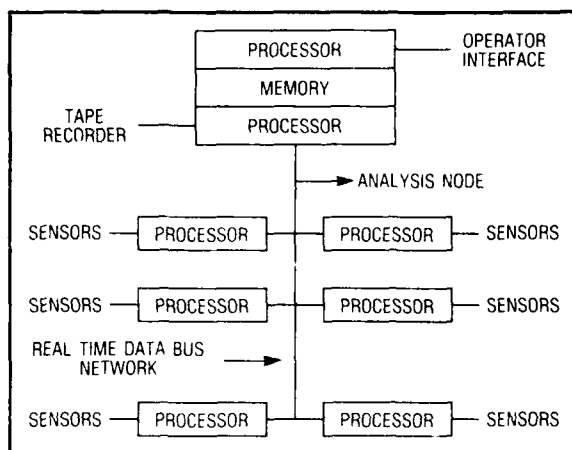 PROCESSOR
OPERATOR
INTERFACE
MEMORY
TAPE
RECORDER
PROCESSOR
ANALYSIS NODE
SENSORS PROCESSOR PROCESSOR SENSORS
SENSORS PROCESSOR PROCESSOR SENSORS
REAL TIME DATA BUS
NETWORK
SENSORS PROCESSOR PROCESSOR SENSORS